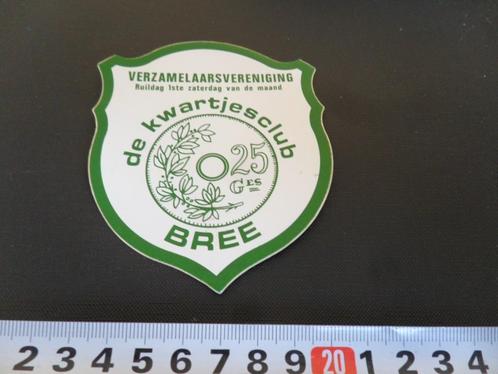 VERZAMELAARSVERENIGING
Ruildag 1ste zaterdag van de maand
de kwartjesclub
25
Ges
BREE
2 3 4 5 6 7 8 9 20 1 2 3 4